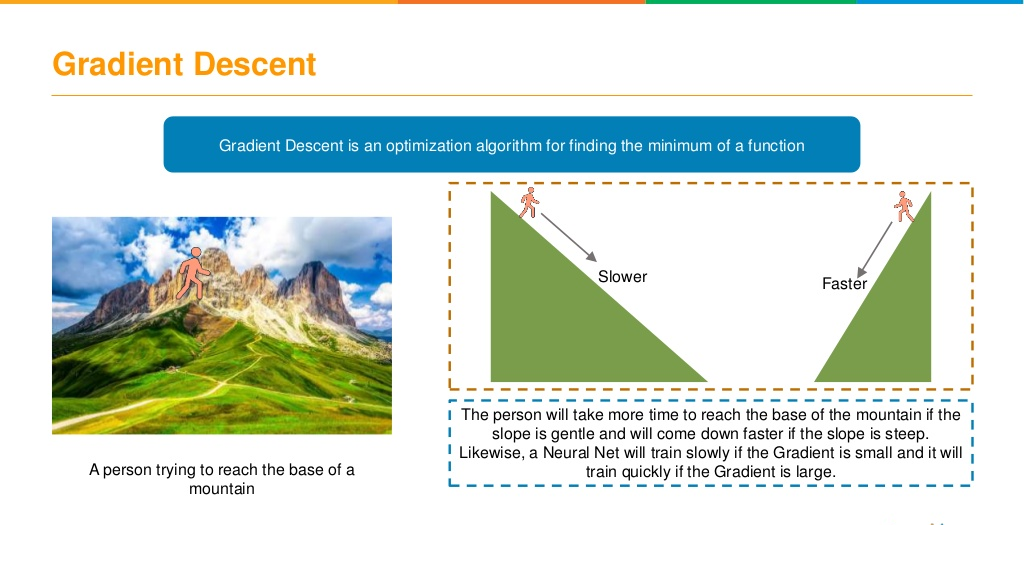 Gradient Descent
Gradient Descent is an optimization algorithm for finding the minimum of a function
Slower
Faster
The person will take more time to reach the base of the mountain if the
slope is gentle and will come down faster if the slope is steep.
Likewise, a Neural Net will train slowly if the Gradient is small and it will
train quickly if the Gradient is large.
A person trying to reach the base of a
mountain